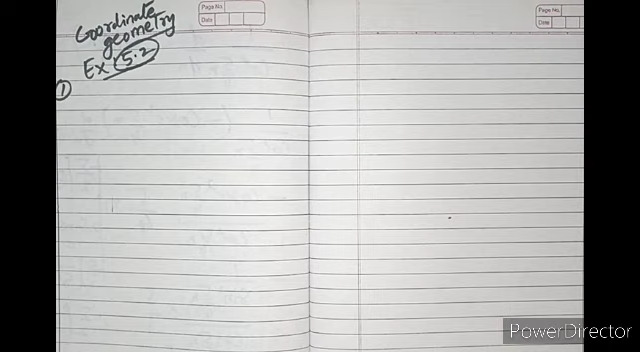 Coordinate
geometry
Ex 5.2
①
Page No.
Date
Page No.
Date
PowerDirector